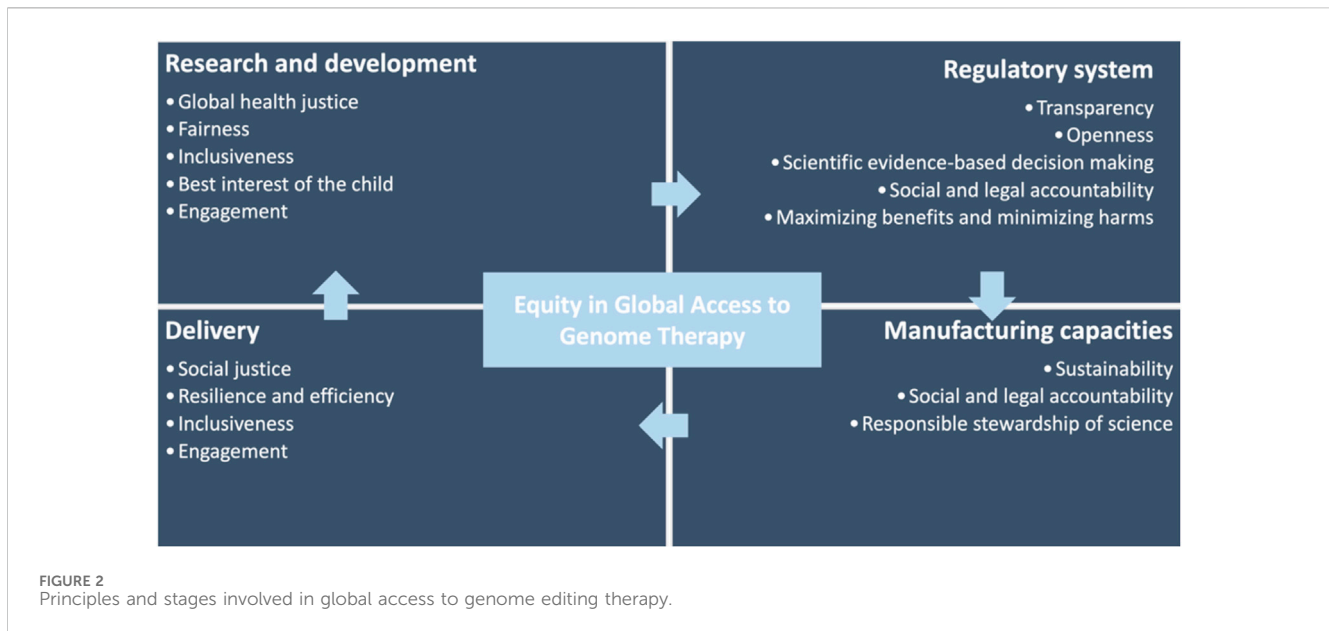 Research and development
• Global health justice
• Fairness
• Inclusiveness
• Best interest of the child
• Engagement
Regulatory system
• Transparency
• Openness
• Scientific evidence-based decision making
• Social and legal accountability
• Maximizing benefits and minimizing harms
Equity in Global Access to
Genome Therapy
Delivery
• Social justice
• Resilience and efficiency
• Inclusiveness
• Engagement
Manufacturing capacities
• Sustainability
• Social and legal accountability
• Responsible stewardship of science
FIGURE 2
Principles and stages involved in global access to genome editing therapy.